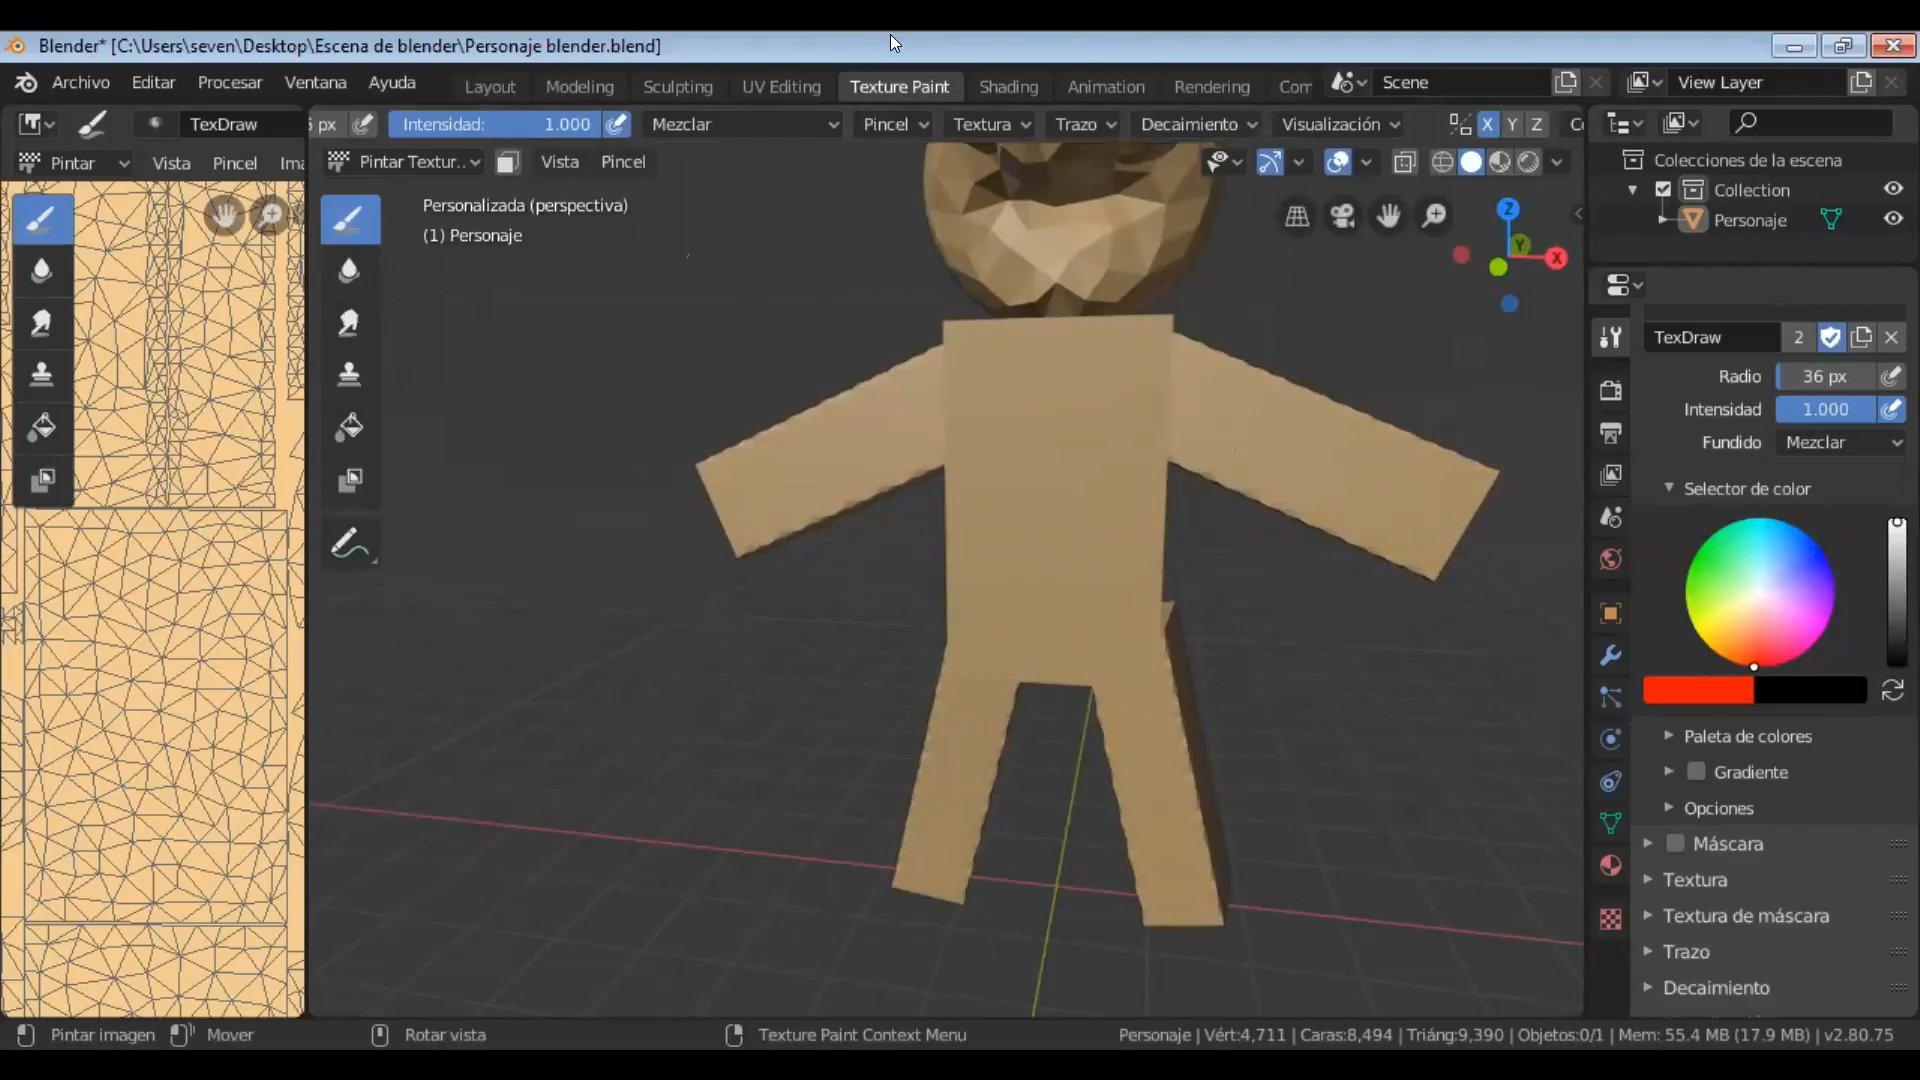 Blender* [C:\Users\seven\Desktop\Escena de blender\Personaje blender.blend]
Archivo Editar Procesar Ventana Ayuda Layout Modeling Sculpting UV Editing Texture Paint Shading Animation Rendering Com Scene View Layer
TexDraw px Intensidad: 1.000 Mezclar Pincel Textura Trazo Decaimiento Visualización X Y Z
Pintar Vista Pincel Ima Pintar Textur.. Vista Pincel
Colecciones de la escena
Collection
Personaje
Personalizada (perspectiva)
(1) Personaje
Z
Y
X
TexDraw 2
Radio 36 px
Intensidad 1.000
Fundido Mezclar
Selector de color
Paleta de colores
Gradiente
Opciones
Máscara
Textura
Textura de máscara
Trazo
Decaimiento
Pintar imagen Mover Rotar vista Texture Paint Context Menu Personaje | Vért:4,711 | Caras:8,494 | Triáng:9,390 | Objetos:0/1 | Mem: 55.4 MB (17.9 MB) | v2.80.75